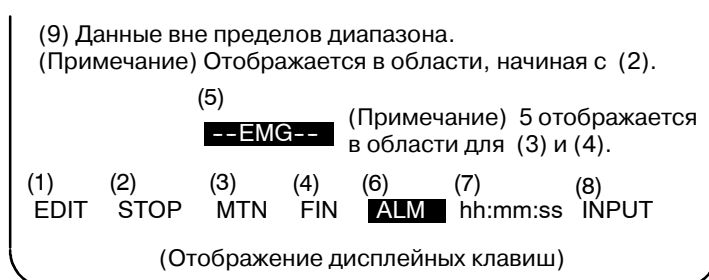 (9) Данные вне пределов диапазона.
(Примечание) Отображается в области, начиная с (2).
(5)
--EMG--
(Примечание) 5 отображается
в области для (3) и (4).
(1) (2) (3) (4) (6) (7) (8)
EDIT STOP MTN FIN ALM hh:mm:ss INPUT
(Отображение дисплейных клавиш)